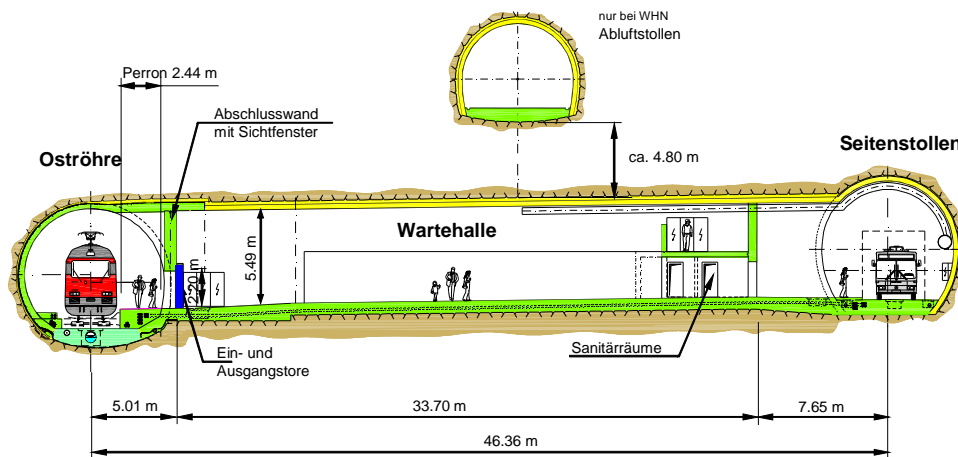 nur bei WHN
Abluftstollen
Perron 2.44 m
Abschlusswand
mit Sichtfenster
ca. 4.80 m
Oströhre
Seitenstollen
Wartehalle
5.49 m
2.20 m
Ein- und
Ausgangstore
Sanitärräume
5.01 m
33.70 m
7.65 m
46.36 m